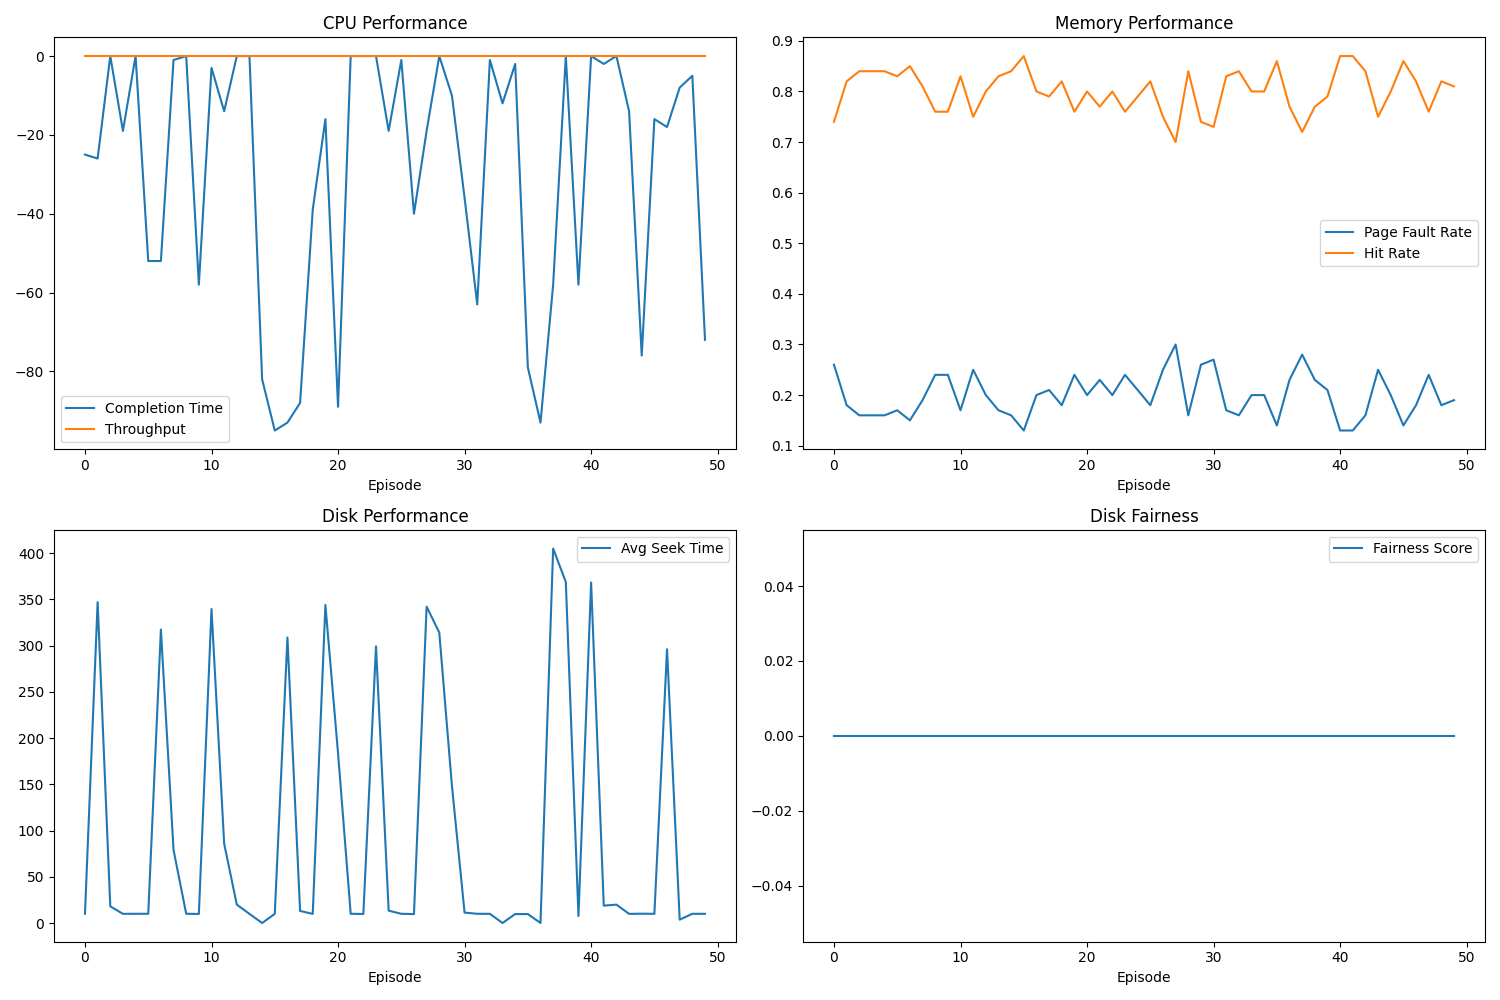 CPU Performance
0
−20
−40
−60
−80
Completion Time
Throughput
0 10 20 30 40 50
Episode
Memory Performance
0.9
0.8
0.7
0.6
0.5
0.4
0.3
0.2
0.1
Page Fault Rate
Hit Rate
0 10 20 30 40 50
Episode
Disk Performance
400
350
300
250
200
150
100
50
0
Avg Seek Time
0 10 20 30 40 50
Episode
Disk Fairness
0.04
0.02
0.00
−0.02
−0.04
Fairness Score
0 10 20 30 40 50
Episode